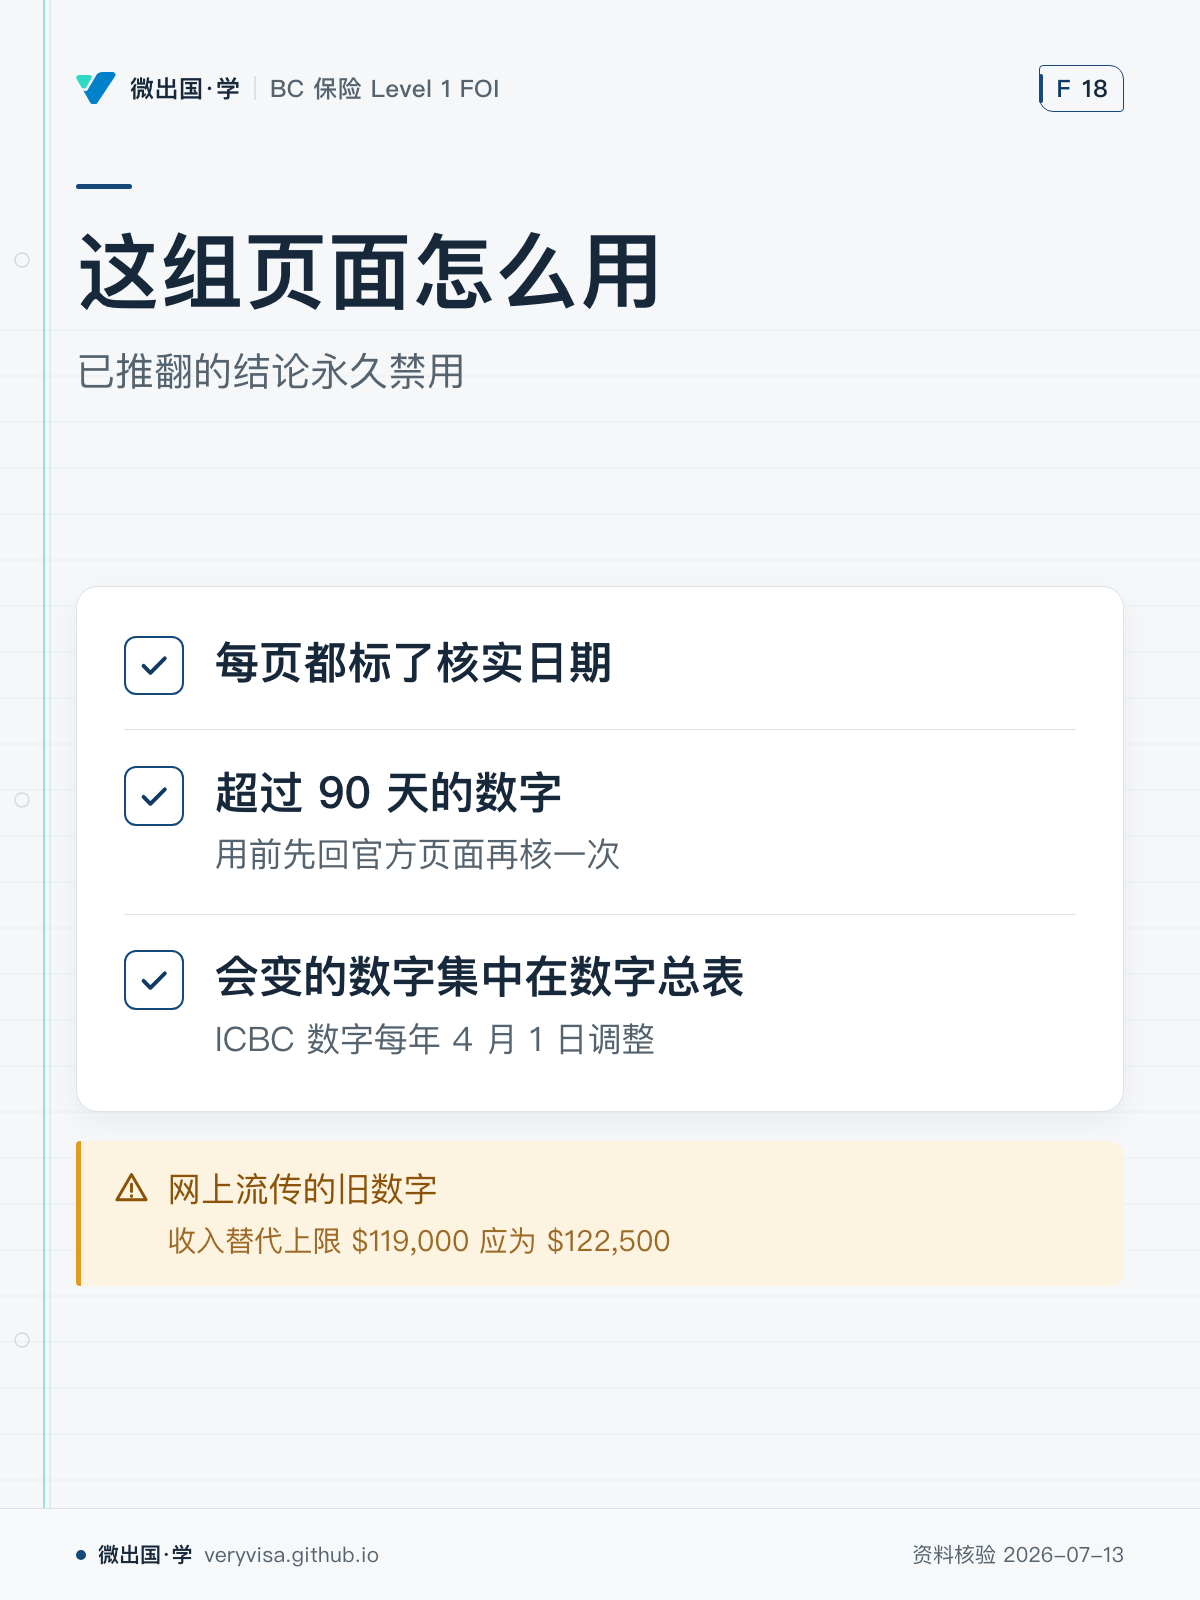 微出国·学 BC 保险 Level 1 FOI
F 18
这组页面怎么用
已推翻的结论永久禁用
每页都标了核实日期
超过 90 天的数字
用前先回官方页面再核一次
会变的数字集中在数字总表
ICBC 数字每年 4 月 1 日调整
网上流传的旧数字
收入替代上限 $119,000 应为 $122,500
微出国·学 veryvisa.github.io
资料核验 2026-07-13